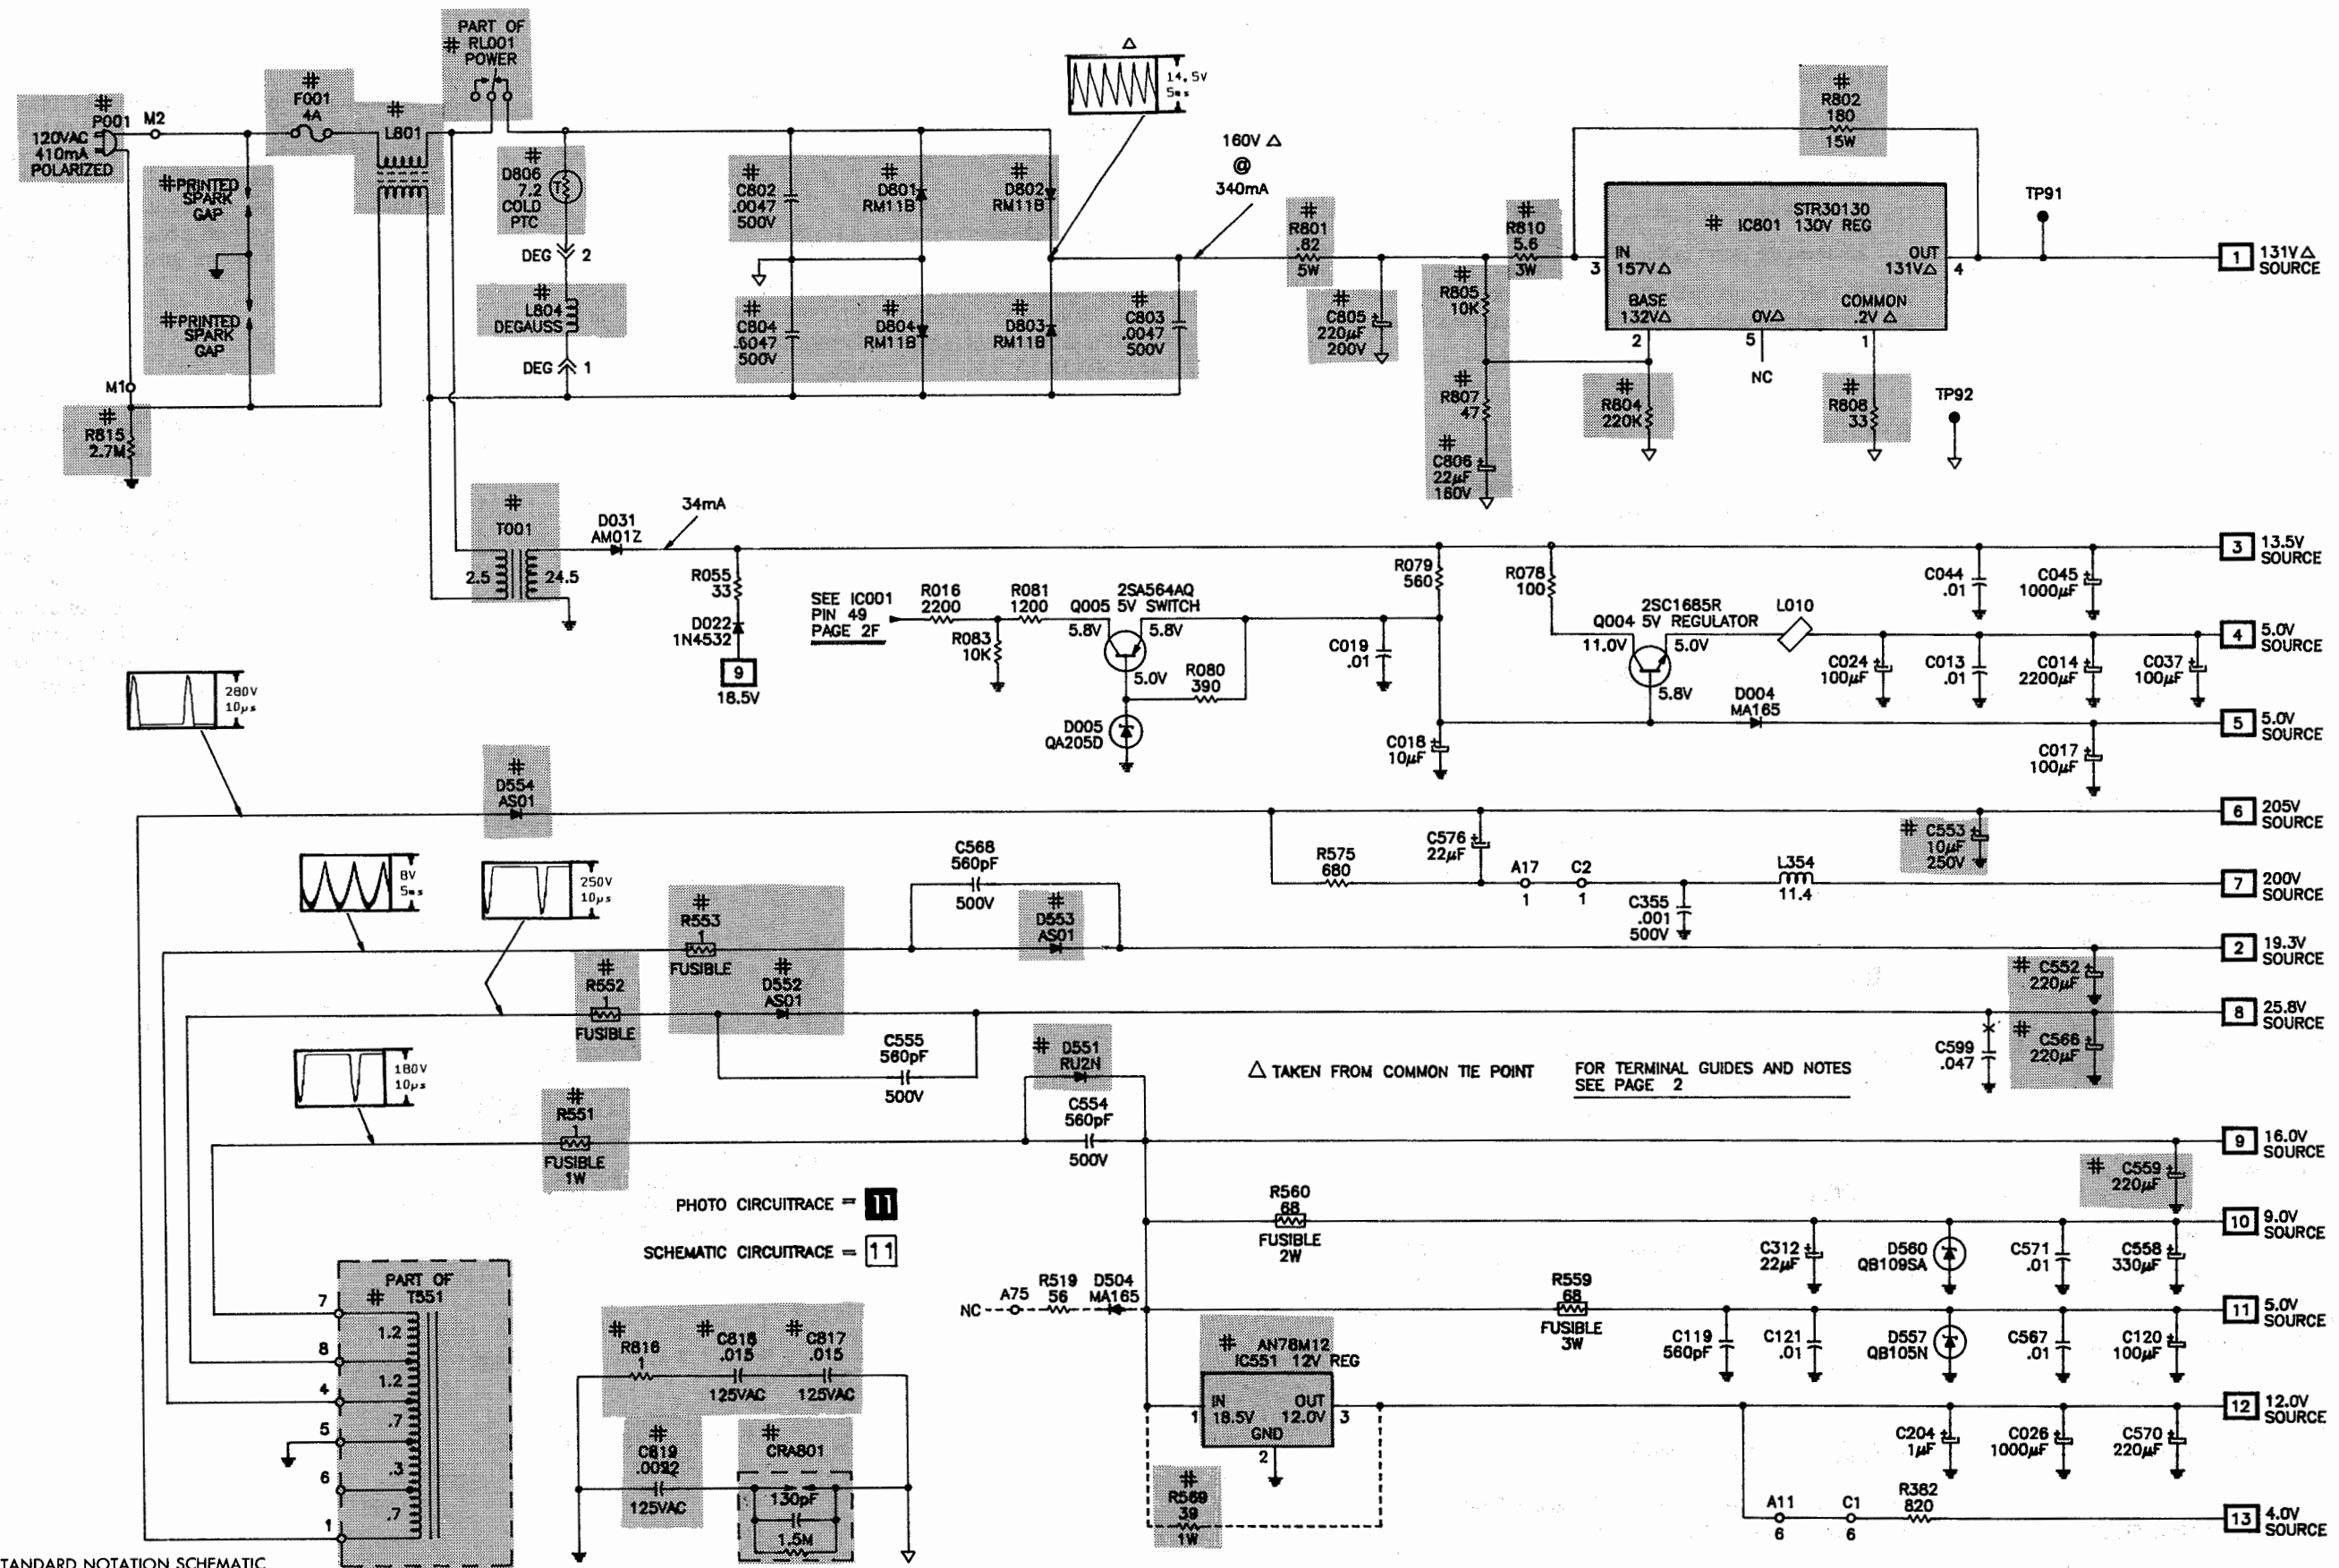 PART OF
# RL001
POWER
#
F001
4A
#
L801
#
P001
M2
120VAC
410mA
POLARIZED
#PRINTED
SPARK
GAP
#PRINTED
SPARK
GAP
M1
#
R815
2.7M
#
D806
7.2
COLD
PTC
T
DEG 2
#
L804
DEGAUSS
DEG 1
#
C802
.0047
500V
#
D801
RM11B
#
D802
RM11B
#
C804
500V
#
D804
RM11B
#
D803
RM11B
#
C803
.0047
500V
△
14.5V
5ms
160V △
@
340mA
#
R801
.82
5W
#
C805
220µF
200V
#
R805
10K
#
R810
5.6
3W
#
R807
47
#
C806
22µF
160V
#
R802
180
15W
STR30130
# IC801 130V REG
IN
3 157V△
OUT
131V△ 4
BASE
132V△
0V△
COMMON
.2V △
2
5
1
NC
#
R804
220K
#
R808
33
TP91
TP92
1 131V△
SOURCE
#
T001
2.5
24.5
D031
AM01Z
34mA
R055
33
D022
1N4532
9
18.5V
SEE IC001
PIN 49
PAGE 2F
R016
2200
R083
10K
R081
1200
2SA564AQ
Q005 5V SWITCH
5.8V
5.8V
5.0V
R080
390
D005
QA205D
C019
.01
R079
560
C018
10µF
R078
100
2SC1685R
Q004 5V REGULATOR
11.0V
5.0V
5.8V
L010
D004
MA165
C044
.01
C045
1000µF
3 13.5V
SOURCE
C024
100µF
C013
.01
C014
2200µF
C037
100µF
4 5.0V
SOURCE
C017
100µF
5 5.0V
SOURCE
280V
10µs
#
D554
AS01
6 205V
SOURCE
C576
22µF
# C553
10µF
250V
R575
680
A17
1
C2
1
C355
.001
500V
L354
11.4
7 200V
SOURCE
8V
5ms
250V
10µs
#
R553
1
FUSIBLE
C568
560pF
500V
#
D553
AS01
2 19.3V
SOURCE
# C552
220µF
#
R552
1
FUSIBLE
#
D552
AS01
C555
560pF
500V
8 25.8V
SOURCE
C599
.047
#
220µF
180V
10µs
#
R551
1
FUSIBLE
1W
# D551
RU2N
C554
560pF
500V
△ TAKEN FROM COMMON TIE POINT
FOR TERMINAL GUIDES AND NOTES
SEE PAGE 2
9 16.0V
SOURCE
# C559
220µF
PHOTO CIRCUITRACE = 11
SCHEMATIC CIRCUITRACE = 11
R560
68
FUSIBLE
2W
C312
22µF
D560
QB109SA
C571
.01
C558
330µF
10 9.0V
SOURCE
NC
A75
R519
56
D504
MA165
R559
68
FUSIBLE
3W
C119
560pF
C121
.01
D557
QB105N
C567
.01
C120
100µF
11 5.0V
SOURCE
PART OF
# T551
7
1.2
8
1.2
4
.7
5
.3
6
.7
1
#
R816
1
#
C818
.015
125VAC
#
C817
.015
125VAC
#
C819
125VAC
#
CRA801
130pF
1.5M
# AN78M12
IC551 12V REG
IN
1 18.5V
OUT
12.0V 3
GND
2
#
R569
39
1W
C204
1µF
C026
1000µF
C570
220µF
12 12.0V
SOURCE
A11
6
C1
6
R382
820
13 4.0V
SOURCE
TANDARD NOTATION SCHEMATIC